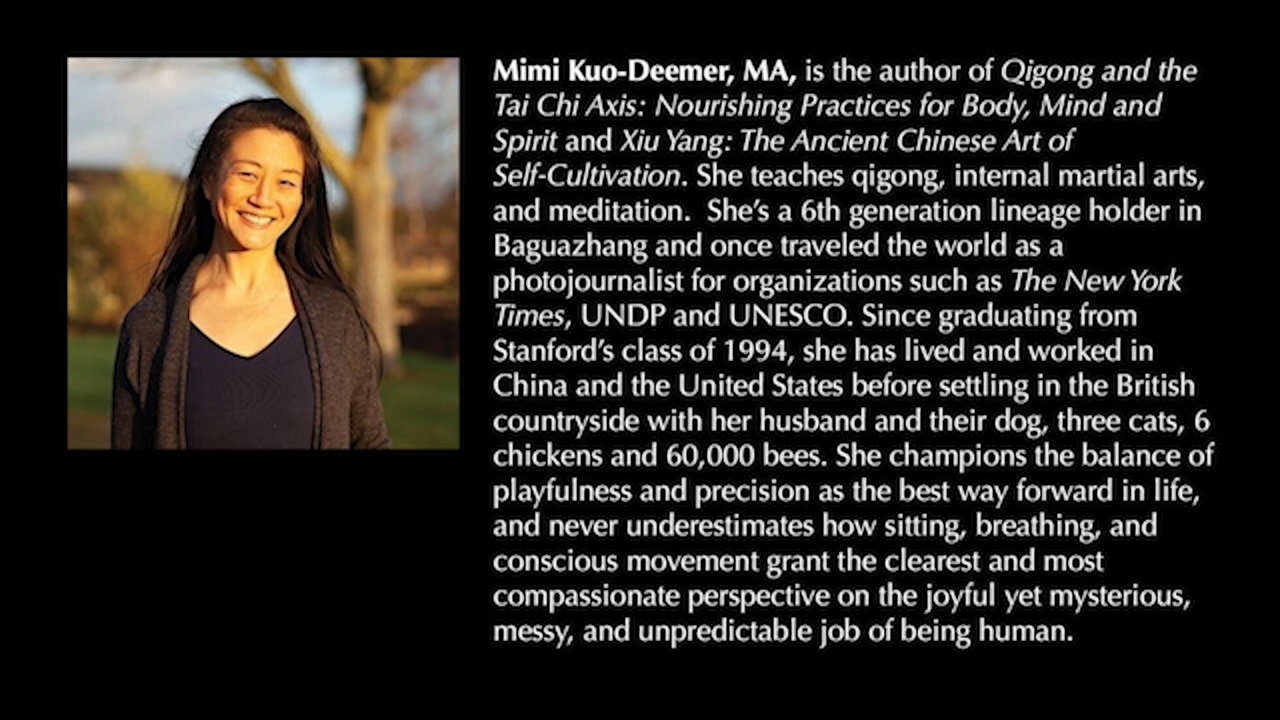 Mimi Kuo-Deemer, MA, is the author of Qigong and the
Tai Chi Axis: Nourishing Practices for Body, Mind and
Spirit and Xiu Yang: The Ancient Chinese Art of
Self-Cultivation. She teaches qigong, internal martial arts,
and meditation.  She's a 6th generation lineage holder in
Baguazhang and once traveled the world as a
photojournalist for organizations such as The New York
Times, UNDP and UNESCO. Since graduating from
Stanford's class of 1994, she has lived and worked in
China and the United States before settling in the British
countryside with her husband and their dog, three cats, 6
chickens and 60,000 bees. She champions the balance of
playfulness and precision as the best way forward in life,
and never underestimates how sitting, breathing, and
conscious movement grant the clearest and most
compassionate perspective on the joyful yet mysterious,
messy, and unpredictable job of being human.